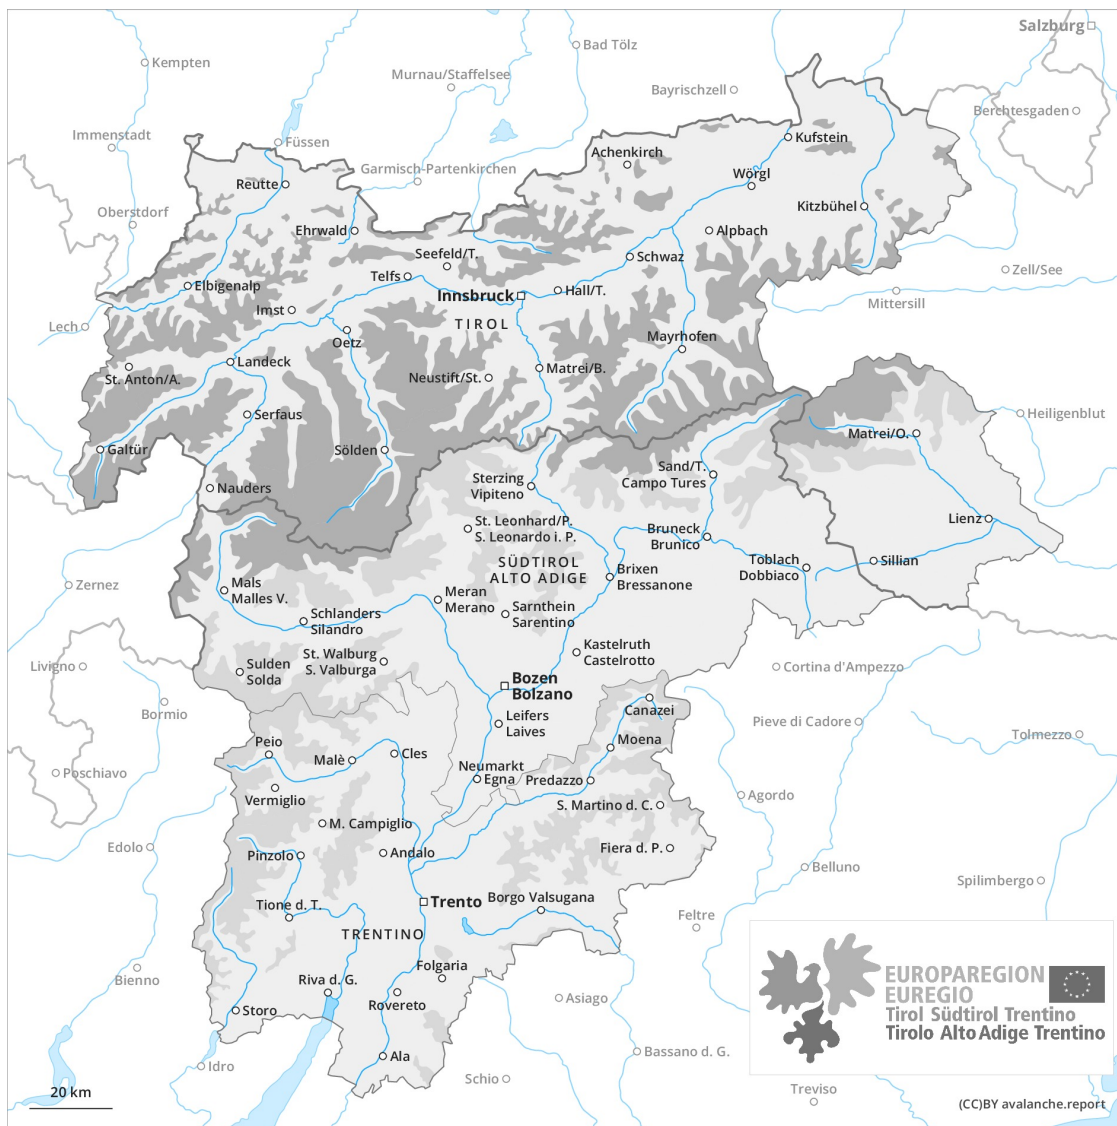 Salzburg
Bad Tölz
Kempten
Murnau/Staffelsee
Bayrischzell
Berchtesgaden
Immenstadt
Füssen
Kufstein
Achenkirch
Garmisch-Partenkirchen
Wörgl
Reutte
Oberstdorf
Kitzbühel
Ehrwald
Alpbach
Seefeld/T.
Schwaz
Zell/See
Telfs
Elbigenalp
Hall/T.
Innsbruck
Mittersill
Imst
TIROL
Lech
Oetz
Mayrhofen
Landeck
Matrei/B.
St. Anton/A.
Neustift/St.
Serfaus
Heiligenblut
Matrei/O.
Galtür
Sölden
Sand/T.
Campo Tures
Sterzing
Vipiteno
Nauders
Lienz
St. Leonhard/P.
S. Leonardo i. P.
Bruneck
Brunico
SÜDTIROL
ALTO ADIGE
Toblach
Dobbiaco
Sillian
Brixen
Bressanone
Zernez
Mals
Malles V.
Meran
Merano
Schlanders
Silandro
Sarnthein
Sarentino
Kastelruth
Castelrotto
St. Walburg
S. Valburga
Livigno
Sulden
Solda
Cortina d'Ampezzo
Bozen
Bolzano
Bormio
Canazei
Leifers
Laives
Pieve di Cadore
Tolmezzo
Peio
Cles
Moena
Malè
Poschiavo
Neumarkt
Egna
Predazzo
Vermiglio
Agordo
S. Martino d. C.
M. Campiglio
Edolo
Pinzolo
Andalo
Fiera d. P.
Belluno
Spilimbergo
Tione d. T.
Trento
Borgo Valsugana
Feltre
TRENTINO
Folgaria
Bienno
Riva d. G.
Rovereto
Asiago
Storo
EUROPAREGION
EUREGIO
Tirol Südtirol Trentino
Tirolo Alto Adige Trentino
Ala
Bassano d. G.
Idro
Schio
20 km
Treviso
(CC)BY avalanche.report